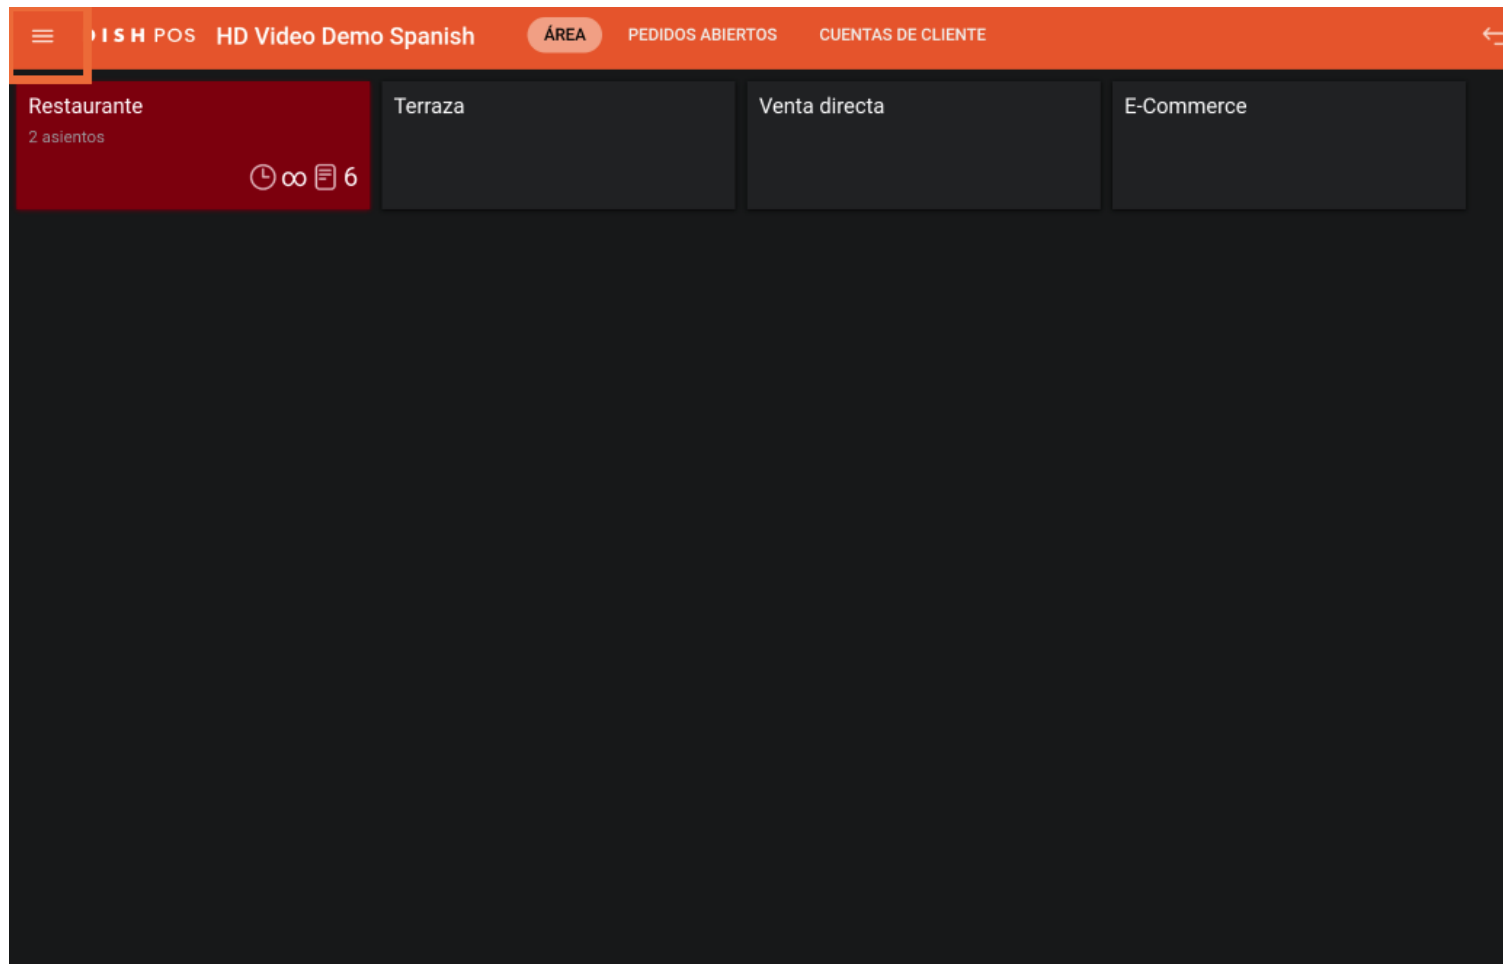 ISH POS HD Video Demo Spanish ÁREA PEDIDOS ABIERTOS CUENTAS DE CLIENTE
Restaurante
2 asientos
∞ 6
Terraza
Venta directa
E-Commerce